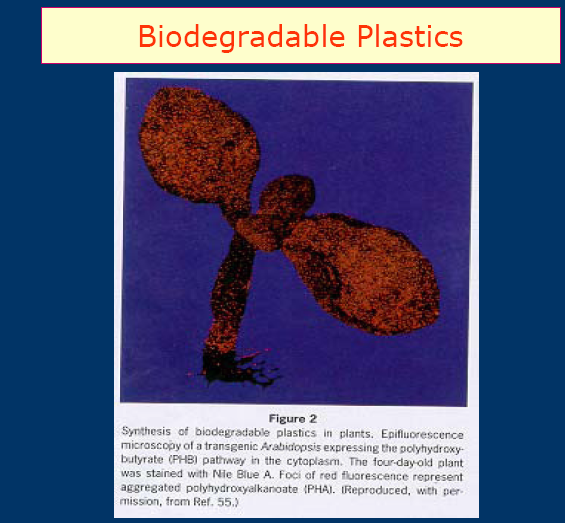 Biodegradable Plastics
Figure 2
Synthesis of biodegradable plastics in plants. Epifluorescence
microscopy of a transgenic Arabidopsis expressing the polyhydroxy-
butyrate (PHB) pathway in the cytoplasm. The four-day-old plant
was stained with Nile Blue A. Foci of red fluorescence represent
aggregated polyhydroxyalkanoate (PHA). (Reproduced, with per-
mission, from Ref. 55.)